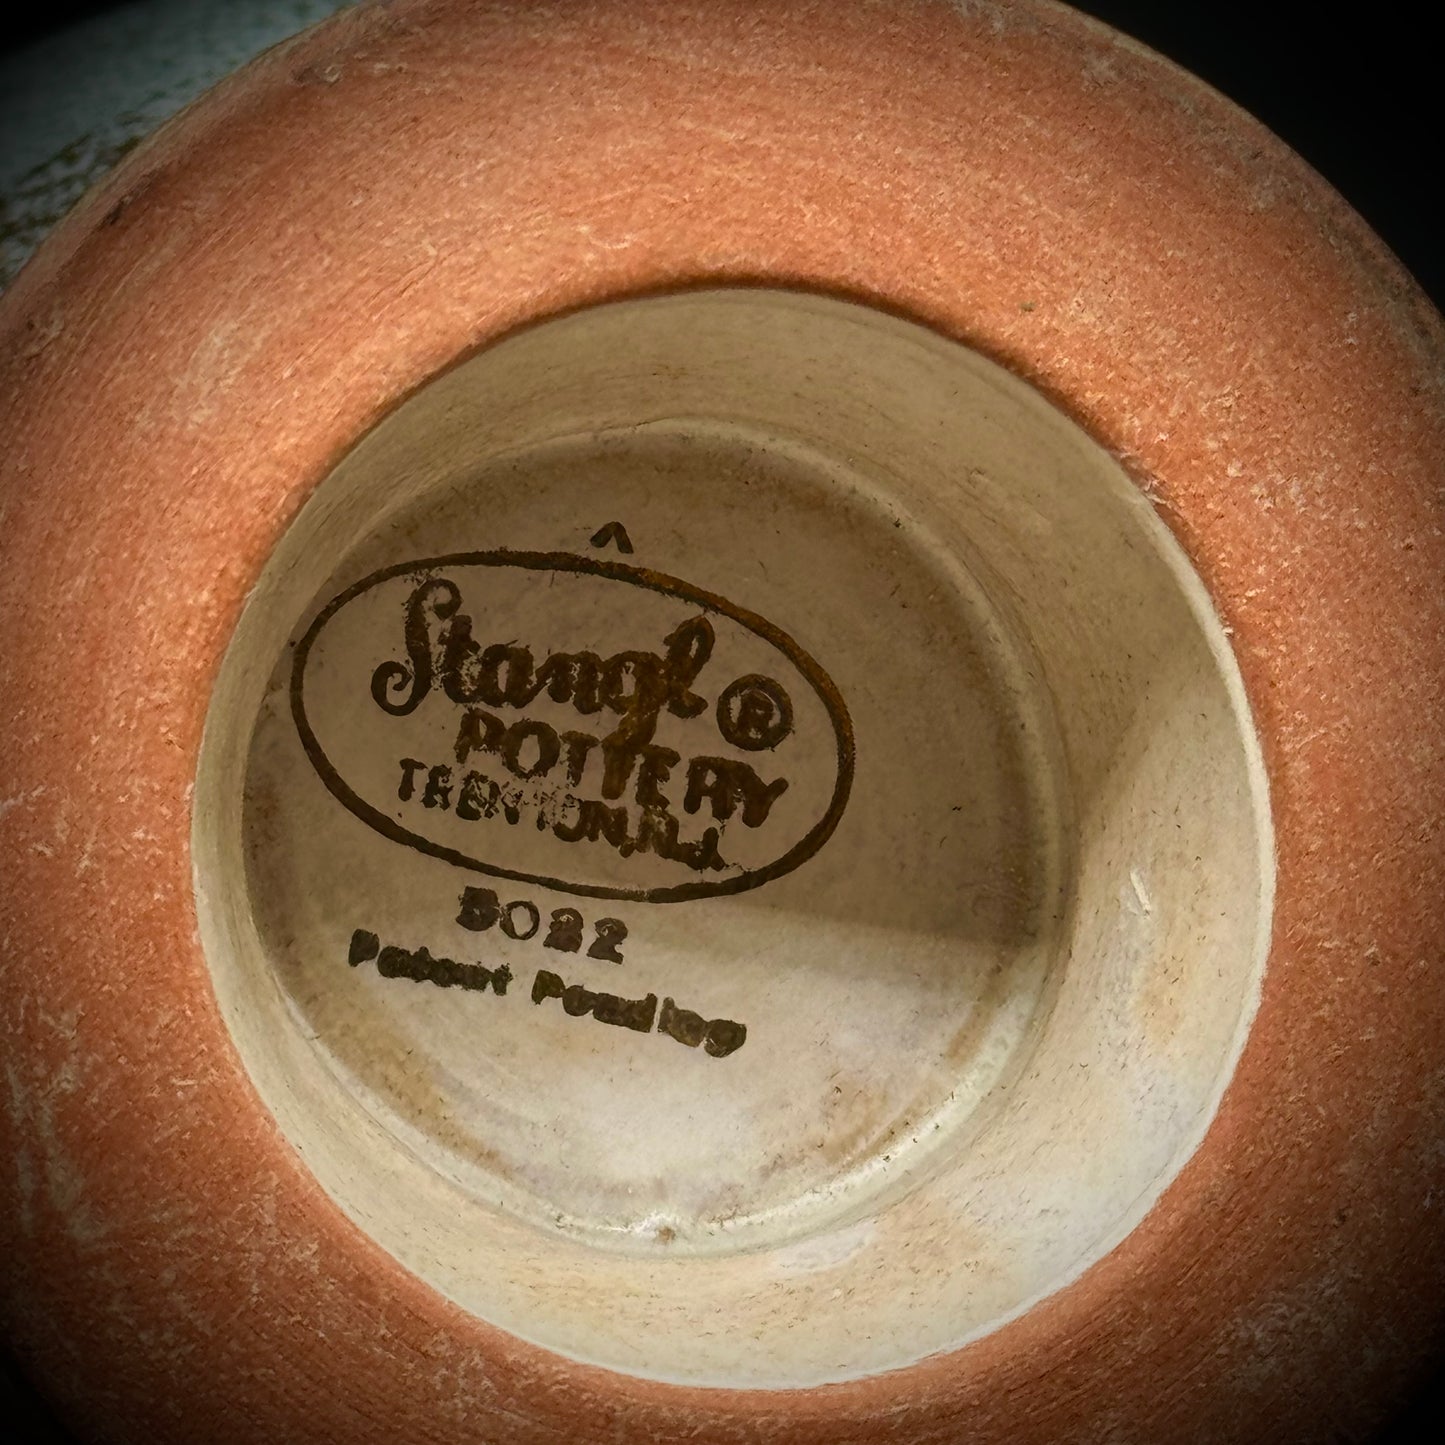 ^
Stangl ®
POTTERY
TRENTON, N.J.
5022
Patent Pending